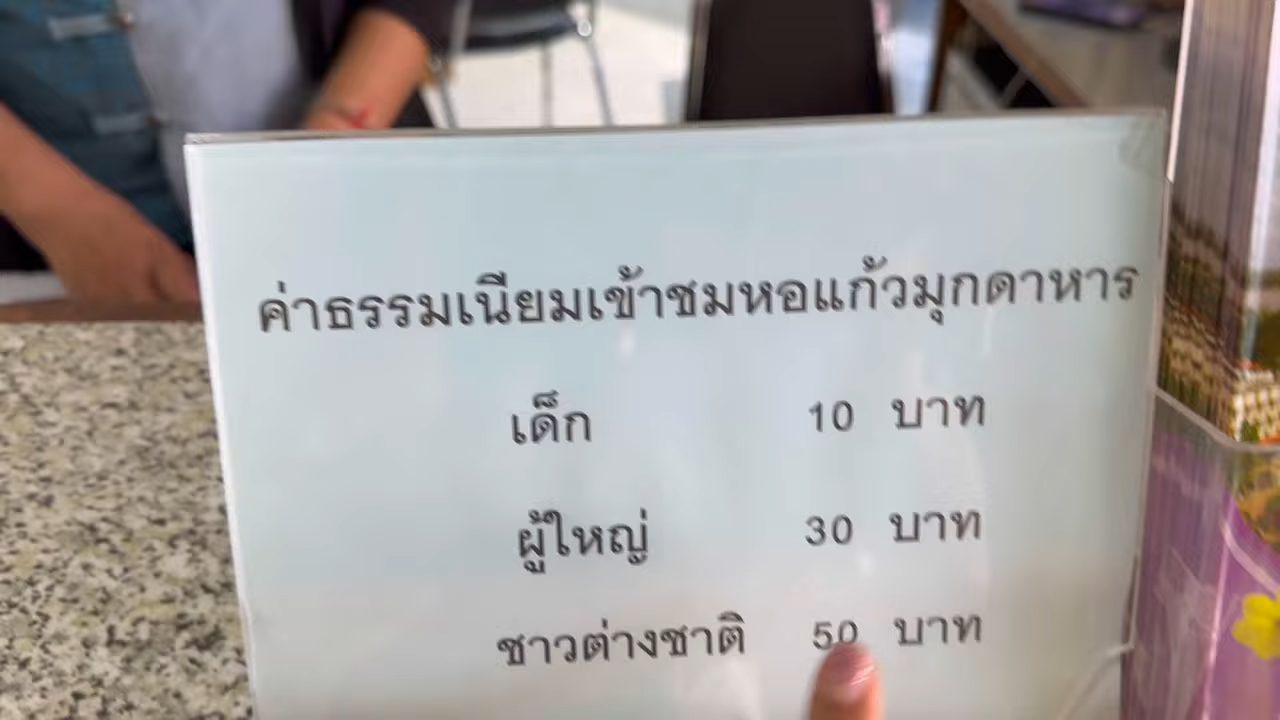 ค่าธรรมเนียมเข้าชมหอแก้วมุกดาหาร
เด็ก 10 บาท
ผู้ใหญ่ 30 บาท
ชาวต่างชาติ 50 บาท